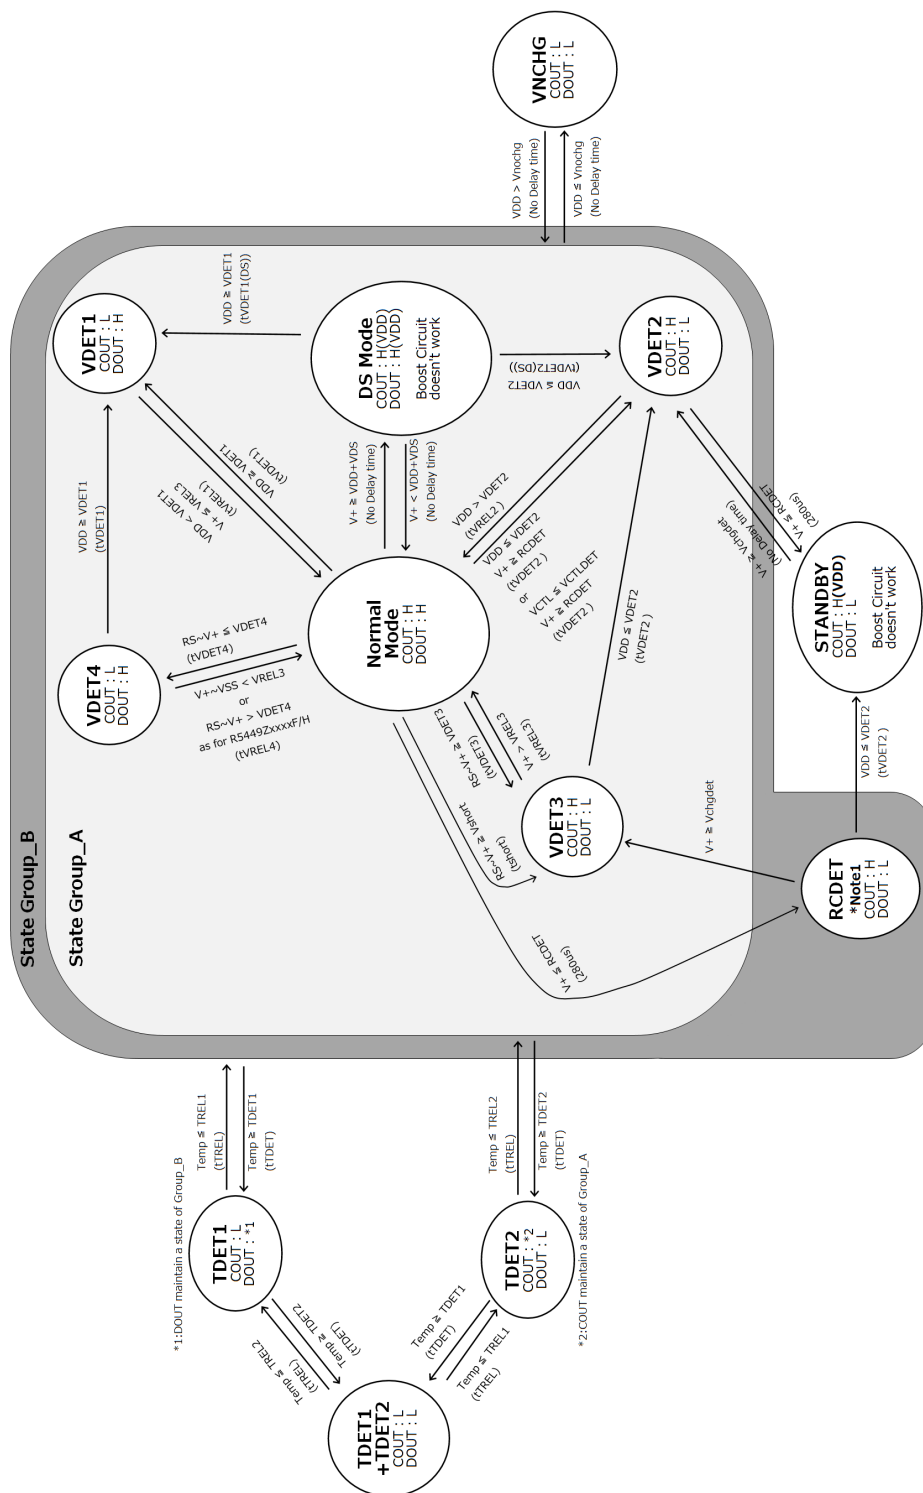 State Group_B
State Group_A
VNCHG
COUT : L
DOUT : L
VDD > Vnochg
(No Delay time)
VDD ≦ Vnochg
(No Delay time)
VDET1
COUT : L
DOUT : H
VDD ≧ VDET1
(tVDET1(DS))
DS Mode
COUT : H(VDD)
DOUT : H(VDD)
Boost Circuit
doesn't work
VDD ≦ VDET2
(tVDET2(DS))
VDET2
COUT : H
DOUT : L
VDD ≧ VDET1
(tVDET1)
VDD ≧ VDET1
(tVDET1)
VDD < VDET1
V+ ≦ VREL3
(tVREL1)
V+ ≧ VDD+VDS
(No Delay time)
V+ < VDD+VDS
(No Delay time)
VDD > VDET2
(tVREL2 )
VDD ≦ VDET2
V+ ≧ RCDET
(tVDET2 )
or
VCTL ≦ VCTLDET
V+ ≧ RCDET
(tVDET2 )
VDD ≦ VDET2
(tVDET2 )
V+ ≦ RCDET
(280us)
V+ ≧ Vchgdet
(No Delay time)
STANDBY
COUT : H(VDD)
DOUT : L
Boost Circuit
doesn't work
VDET4
COUT : L
DOUT : H
RS~V+ ≦ VDET4
(tVDET4)
V+~VSS < VREL3
or
RS~V+ > VDET4
as for R5449ZxxxxF/H
(tVREL4)
Normal
Mode
COUT : H
DOUT : H
RS~V+ ≧ VDET3
(tVDET3)
V+ > VREL3
(tVREL3)
RS~V+ ≧ Vshort
(tshort)
V+ ≦ RCDET
(280us)
VDET3
COUT : H
DOUT : L
V+ ≧ Vchgdet
VDD ≦ VDET2
(tVDET2 )
RCDET
*Note1
COUT : H
DOUT : L
Temp ≦ TREL1
(tTREL)
Temp ≧ TDET1
(tTDET)
Temp ≦ TREL2
(tTREL)
Temp ≧ TDET2
(tTDET)
*1:DOUT maintain a state of Group_B
TDET1
COUT : L
DOUT : *1
TDET2
COUT : *2
DOUT : L
*2:COUT maintain a state of Group_A
Temp ≧ TDET2
(tTDET)
Temp ≦ TREL2
(tTREL)
Temp ≧ TDET1
(tTDET)
Temp ≦ TREL1
(tTREL)
TDET1
+TDET2
COUT : L
DOUT : L